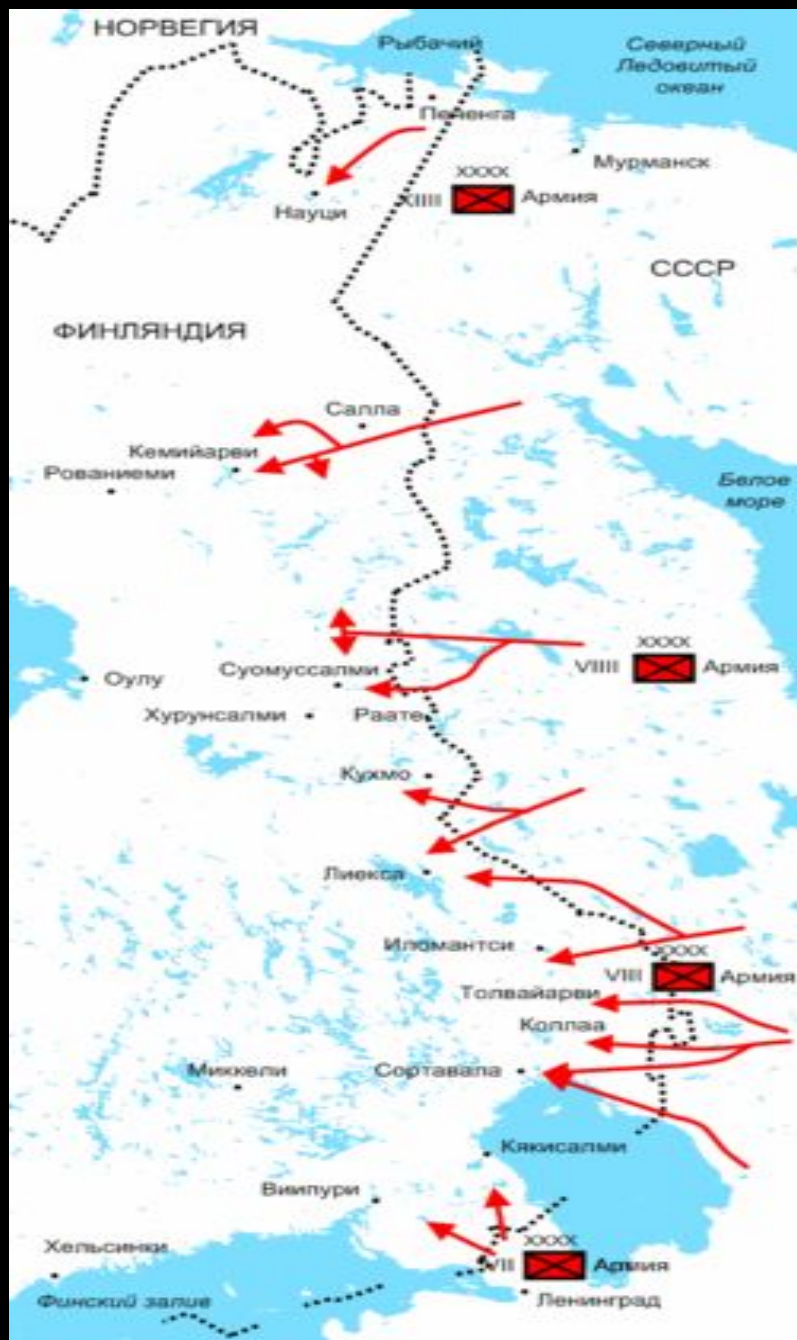 НОРВЕГИЯ
Рыбачий
Северный
Ледовитый
океан
Печенга
Мурманск
XXXX
XIIIII Армия
Науци
СССР
ФИНЛЯНДИЯ
Салла
Кемийарви
Рованиеми
Белое
море
XXXX
VIIII Армия
Суомуссалми
Оулу
Хурунсалми
Раате
Кухмо
Лиекса
Иломантси
XXXX
VIII Армия
Толвайарви
Коллаа
Миккели
Сортавала
Кякисалми
Виипури
XXXX
VII Армия
Хельсинки
Финский залив
Ленинград